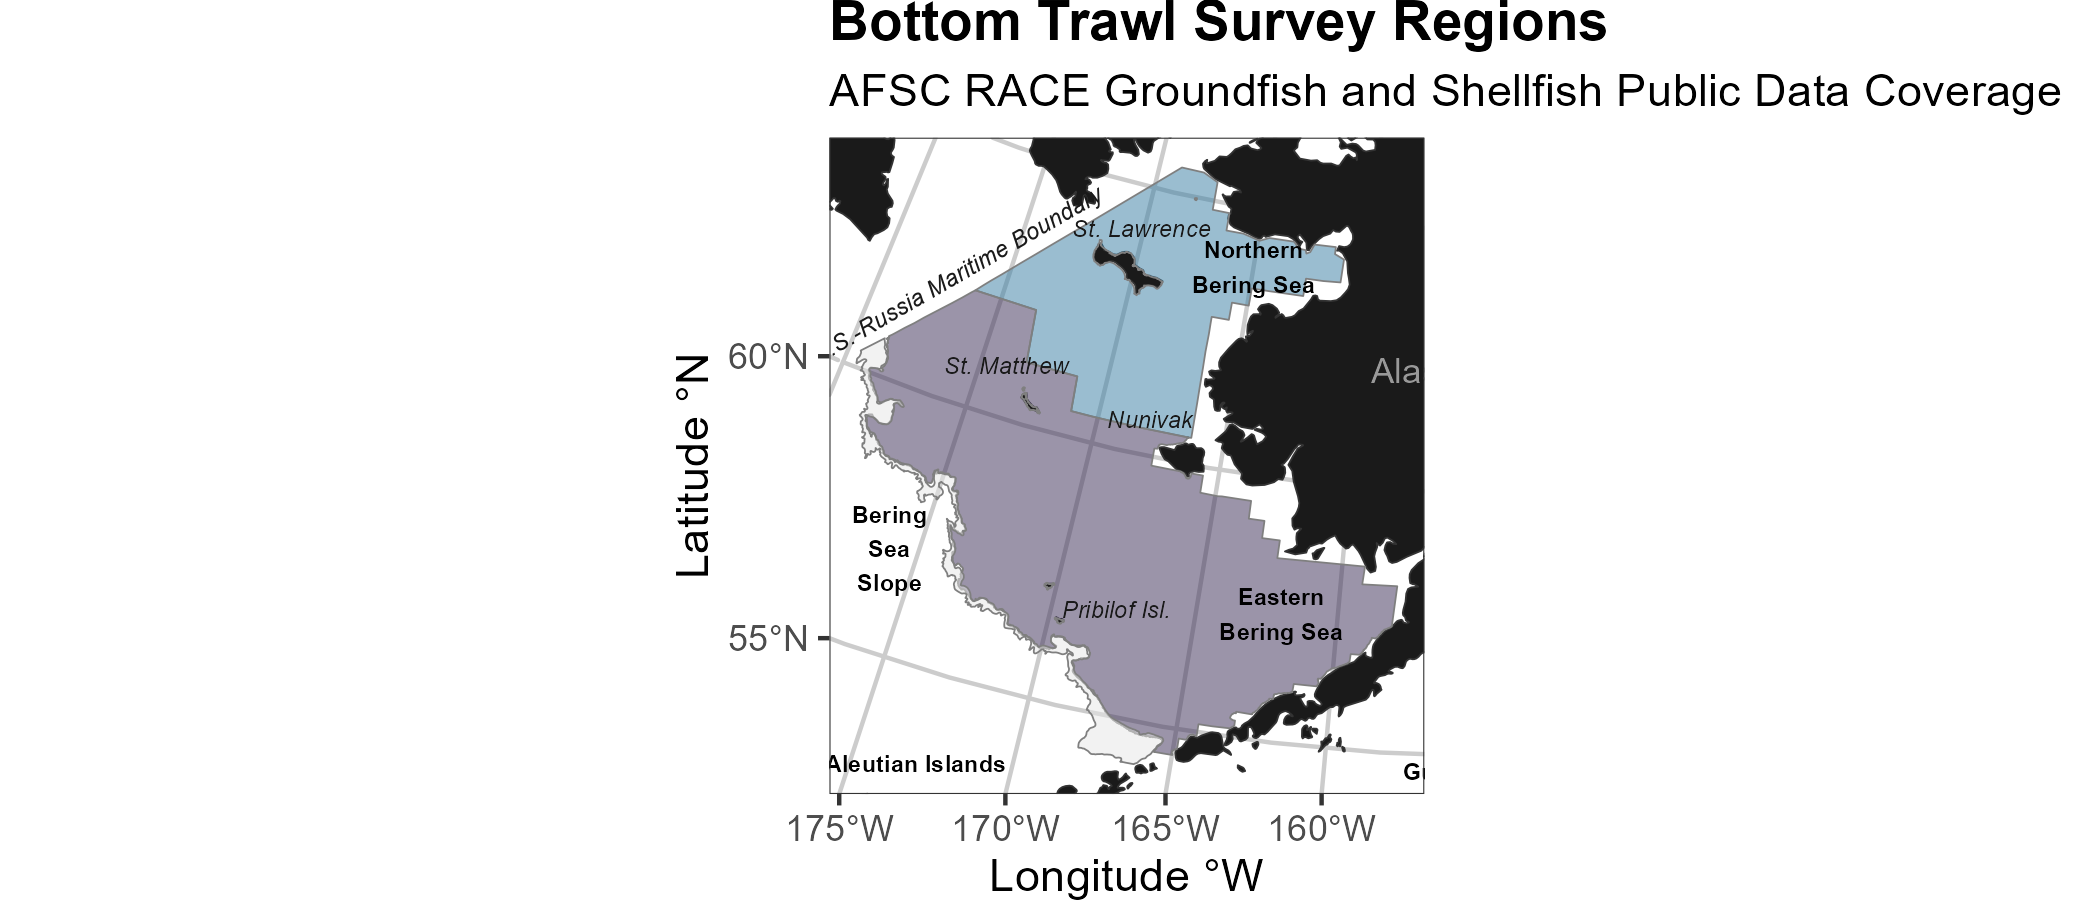 Bottom Trawl Survey Regions
AFSC RACE Groundfish and Shellfish Public Data Coverage
.S.-Russia Maritime Boundary
St. Lawrence
Northern
Bering Sea
60°N
St. Matthew
Ala
Nunivak
Latitude °N
Bering
Sea
Slope
Eastern
Bering Sea
Pribilof Isl.
55°N
Aleutian Islands
175°W
170°W
165°W
160°W
Longitude °W